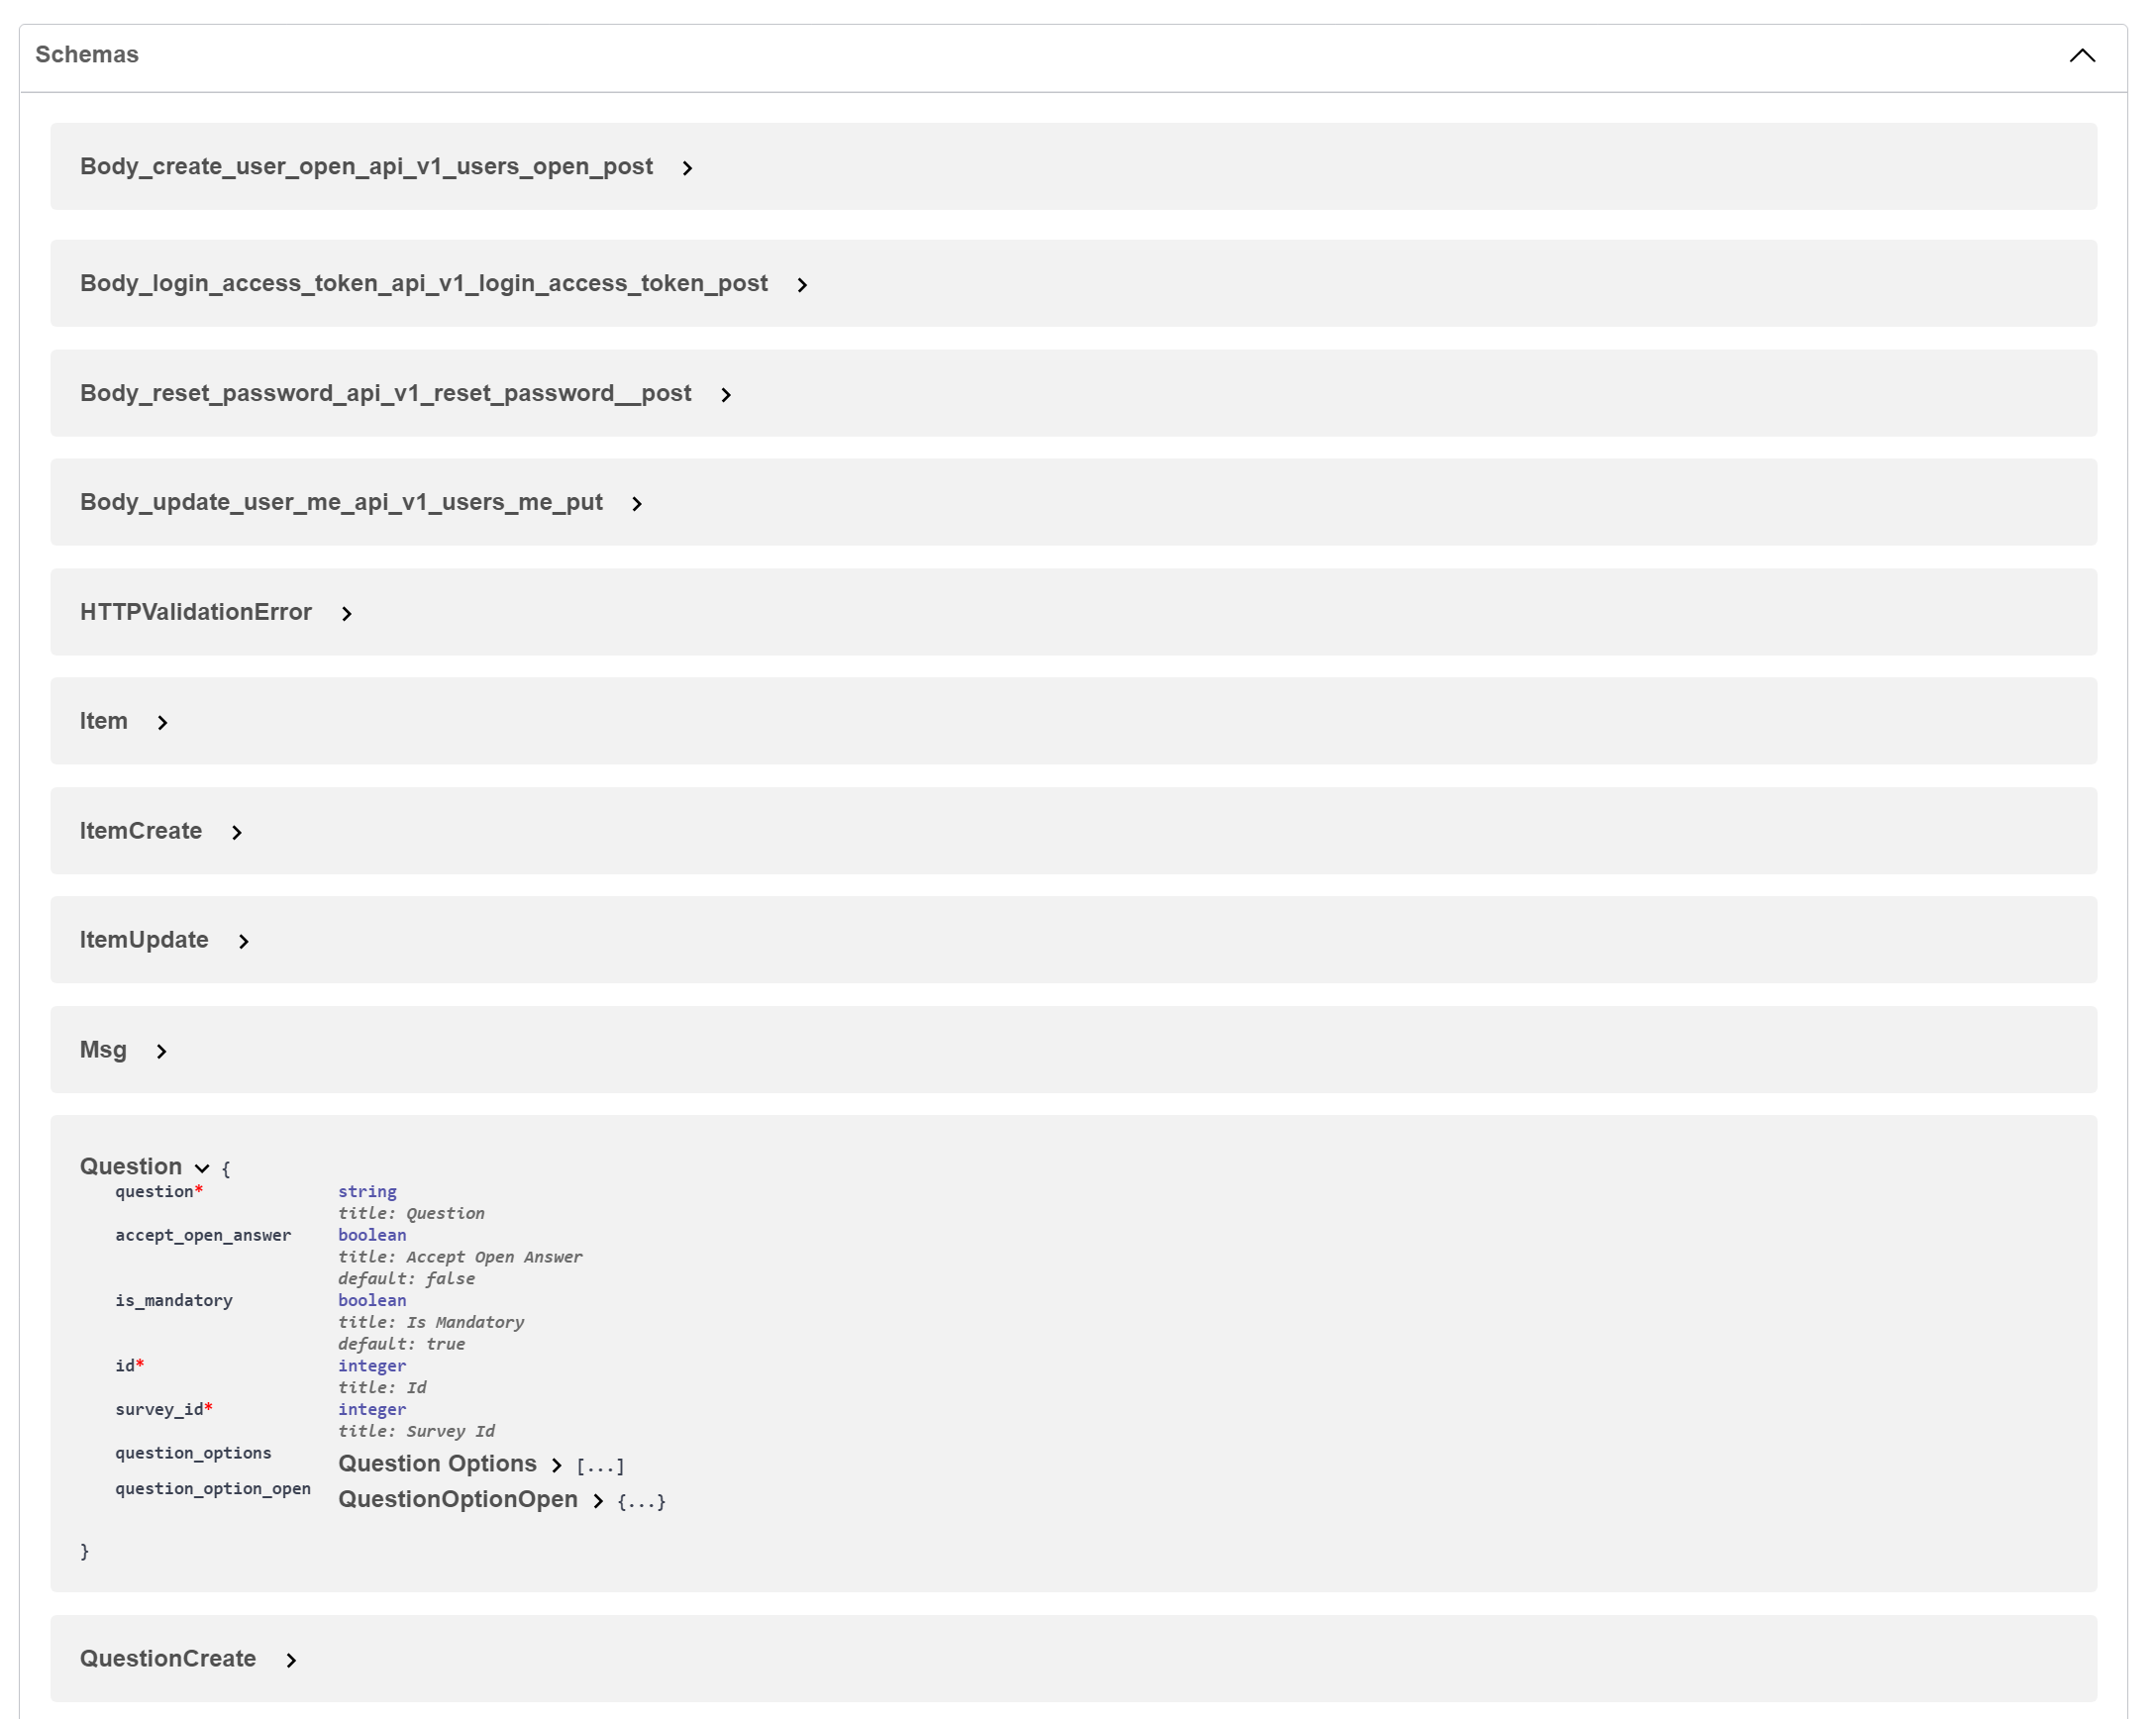 Schemas
Body_create_user_open_api_v1_users_open_post
Body_login_access_token_api_v1_login_access_token_post
Body_reset_password_api_v1_reset_password__post
Body_update_user_me_api_v1_users_me_put
HTTPValidationError
Item
ItemCreate
ItemUpdate
Msg
Question {
question* string
title: Question
accept_open_answer boolean
title: Accept Open Answer
default: false
is_mandatory boolean
title: Is Mandatory
default: true
id* integer
title: Id
survey_id* integer
title: Survey Id
question_options Question Options [...]
question_option_open QuestionOptionOpen {...}
}
QuestionCreate